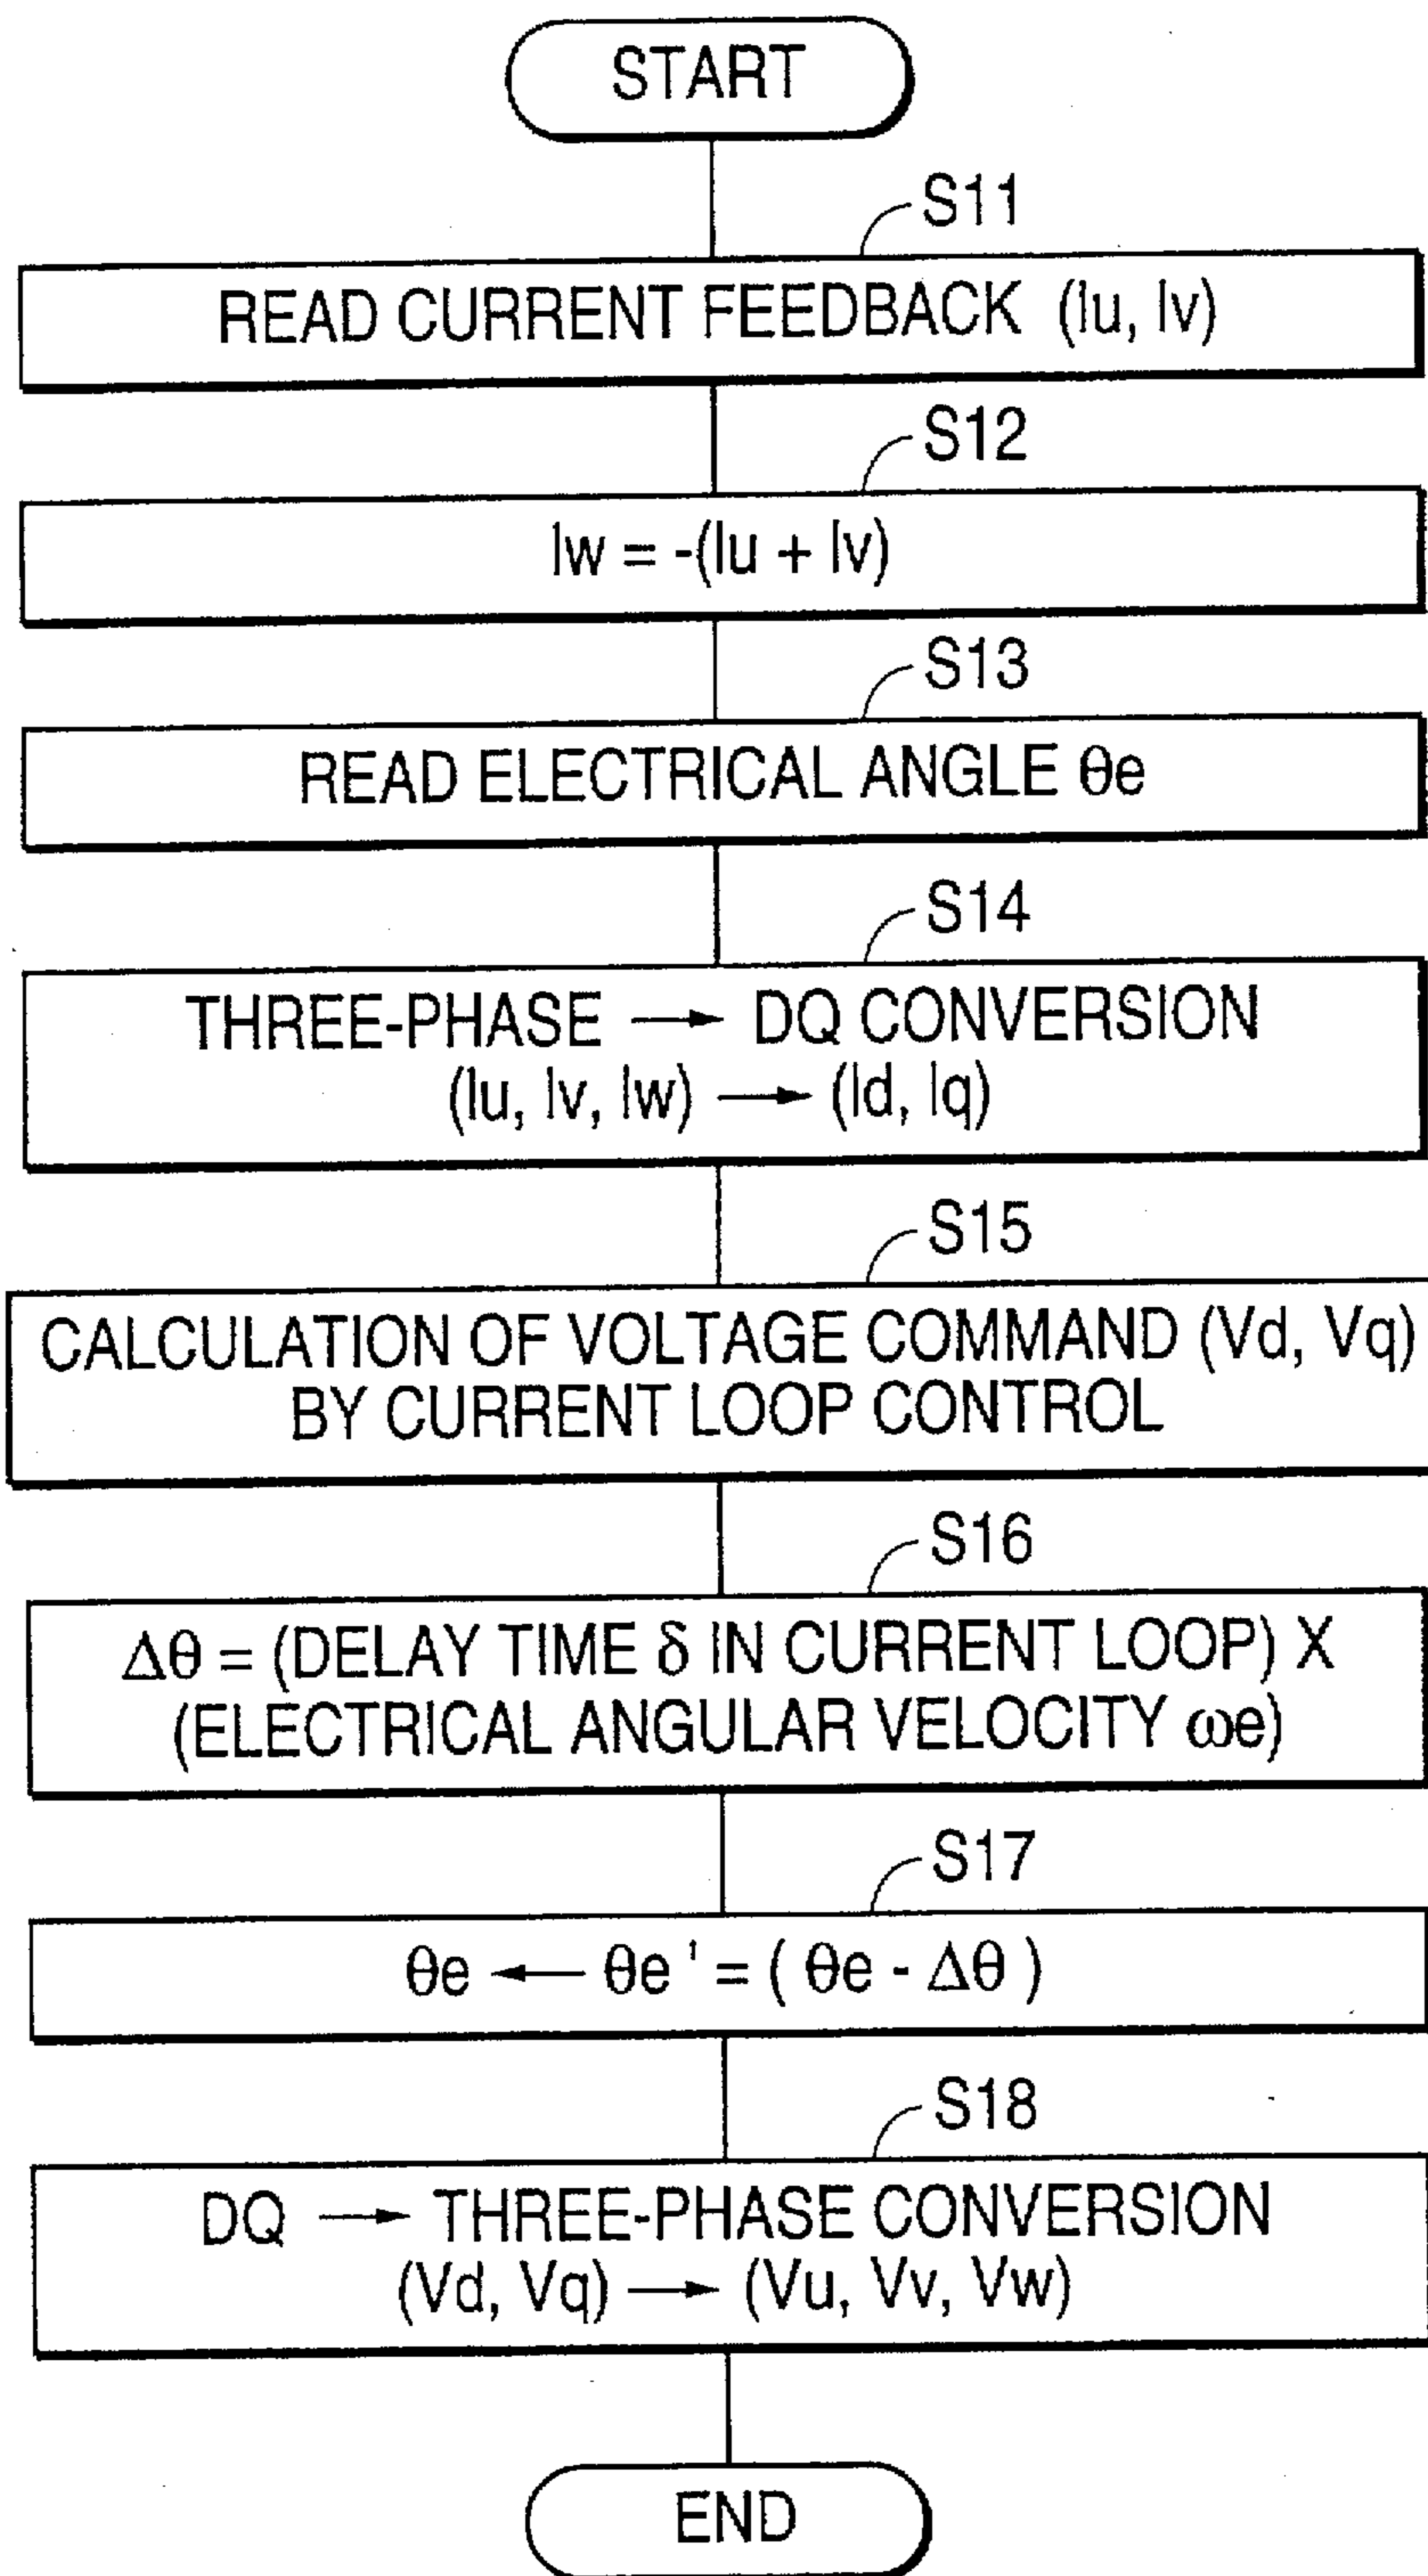 START
S11
READ CURRENT FEEDBACK (Iu, Iv)
S12
Iw = -(Iu + Iv)
S13
READ ELECTRICAL ANGLE θe
S14
THREE-PHASE → DQ CONVERSION
(Iu, Iv, Iw) → (Id, Iq)
S15
CALCULATION OF VOLTAGE COMMAND (Vd, Vq)
BY CURRENT LOOP CONTROL
S16
Δθ = (DELAY TIME δ IN CURRENT LOOP) X
(ELECTRICAL ANGULAR VELOCITY ωe)
S17
θe ← θe ' = ( θe - Δθ )
S18
DQ → THREE-PHASE CONVERSION
(Vd, Vq) → (Vu, Vv, Vw)
END